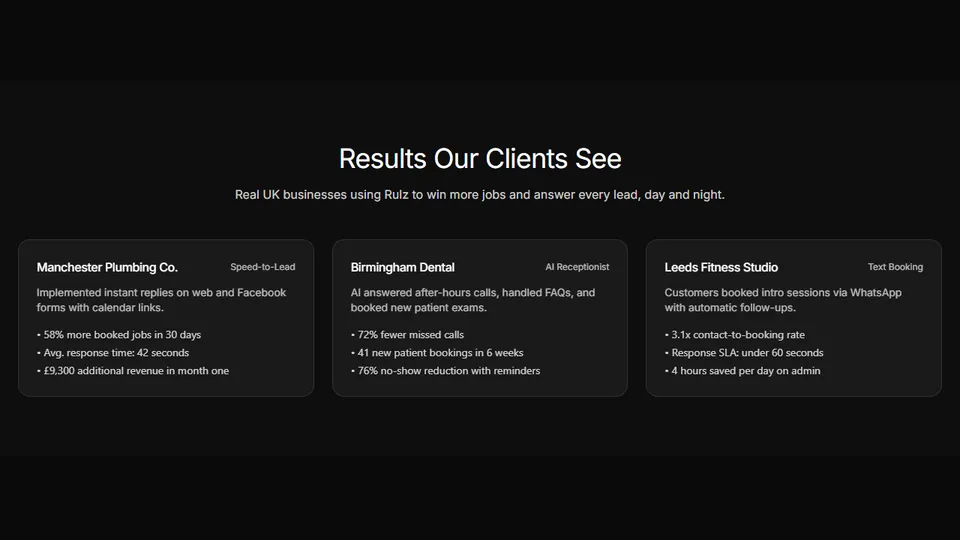 Results Our Clients See
Real UK businesses using Rulz to win more jobs and answer every lead, day and night.
Manchester Plumbing Co.
Speed-to-Lead
Implemented instant replies on web and Facebook
forms with calendar links.
• 58% more booked jobs in 30 days
• Avg. response time: 42 seconds
• £9,300 additional revenue in month one
Birmingham Dental
AI Receptionist
AI answered after-hours calls, handled FAQs, and
booked new patient exams.
• 72% fewer missed calls
• 41 new patient bookings in 6 weeks
• 76% no-show reduction with reminders
Leeds Fitness Studio
Text Booking
Customers booked intro sessions via WhatsApp
with automatic follow-ups.
• 3.1x contact-to-booking rate
• Response SLA: under 60 seconds
• 4 hours saved per day on admin